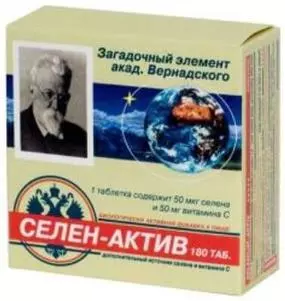 Загадочный элемент
акад. Вернадского
1 таблетка содержит 50 мкг селена
и 50 мг витамина С
БИОЛОГИЧЕСКИ АКТИВНАЯ ДОБАВКА К ПИЩЕ
СЕЛЕН-АКТИВ 180 ТАБ.
ДОПОЛНИТЕЛЬНЫЙ ИСТОЧНИК СЕЛЕНА И ВИТАМИНА С